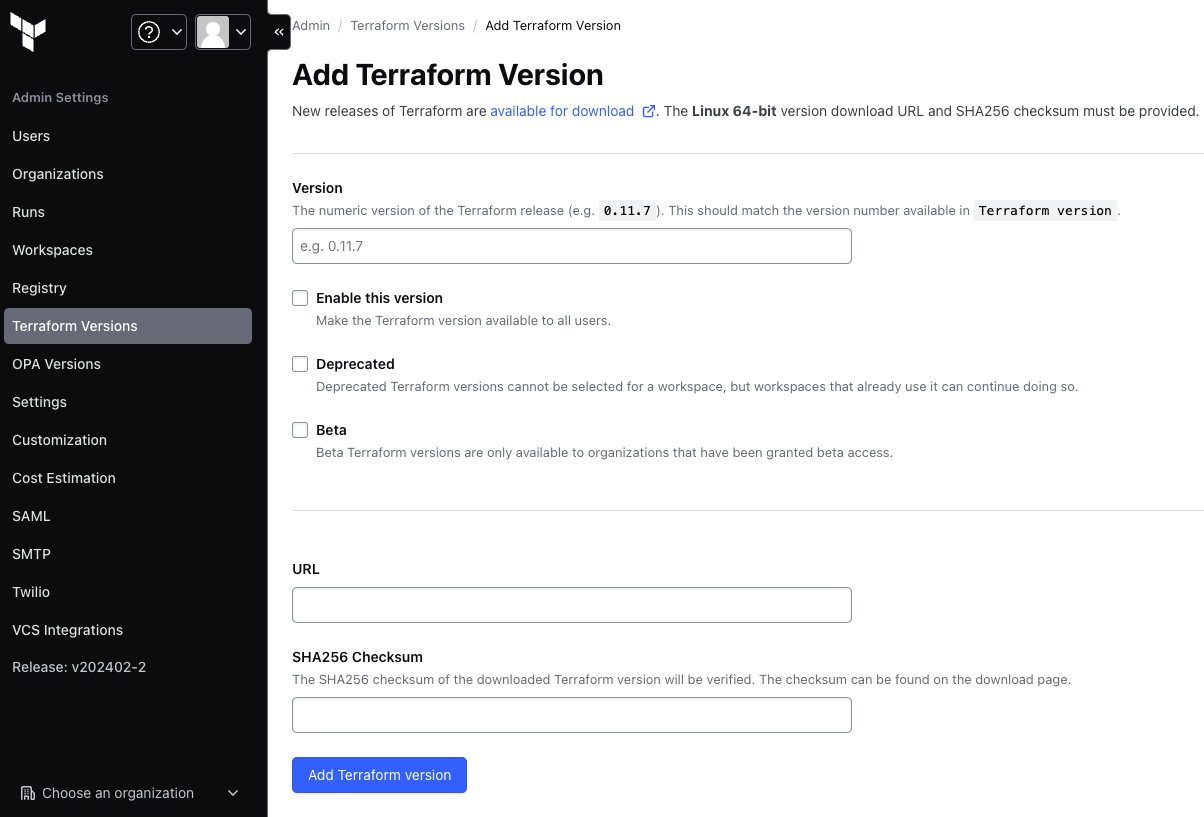 Admin Settings
Users
Organizations
Runs
Workspaces
Registry
Terraform Versions
OPA Versions
Settings
Customization
Cost Estimation
SAML
SMTP
Twilio
VCS Integrations
Release: v202402-2
Choose an organization
Admin / Terraform Versions / Add Terraform Version
Add Terraform Version
New releases of Terraform are available for download . The Linux 64-bit version download URL and SHA256 checksum must be provided.
Version
The numeric version of the Terraform release (e.g. 0.11.7 ). This should match the version number available in Terraform version .
e.g. 0.11.7
Enable this version
Make the Terraform version available to all users.
Deprecated
Deprecated Terraform versions cannot be selected for a workspace, but workspaces that already use it can continue doing so.
Beta
Beta Terraform versions are only available to organizations that have been granted beta access.
URL
SHA256 Checksum
The SHA256 checksum of the downloaded Terraform version will be verified. The checksum can be found on the download page.
Add Terraform version